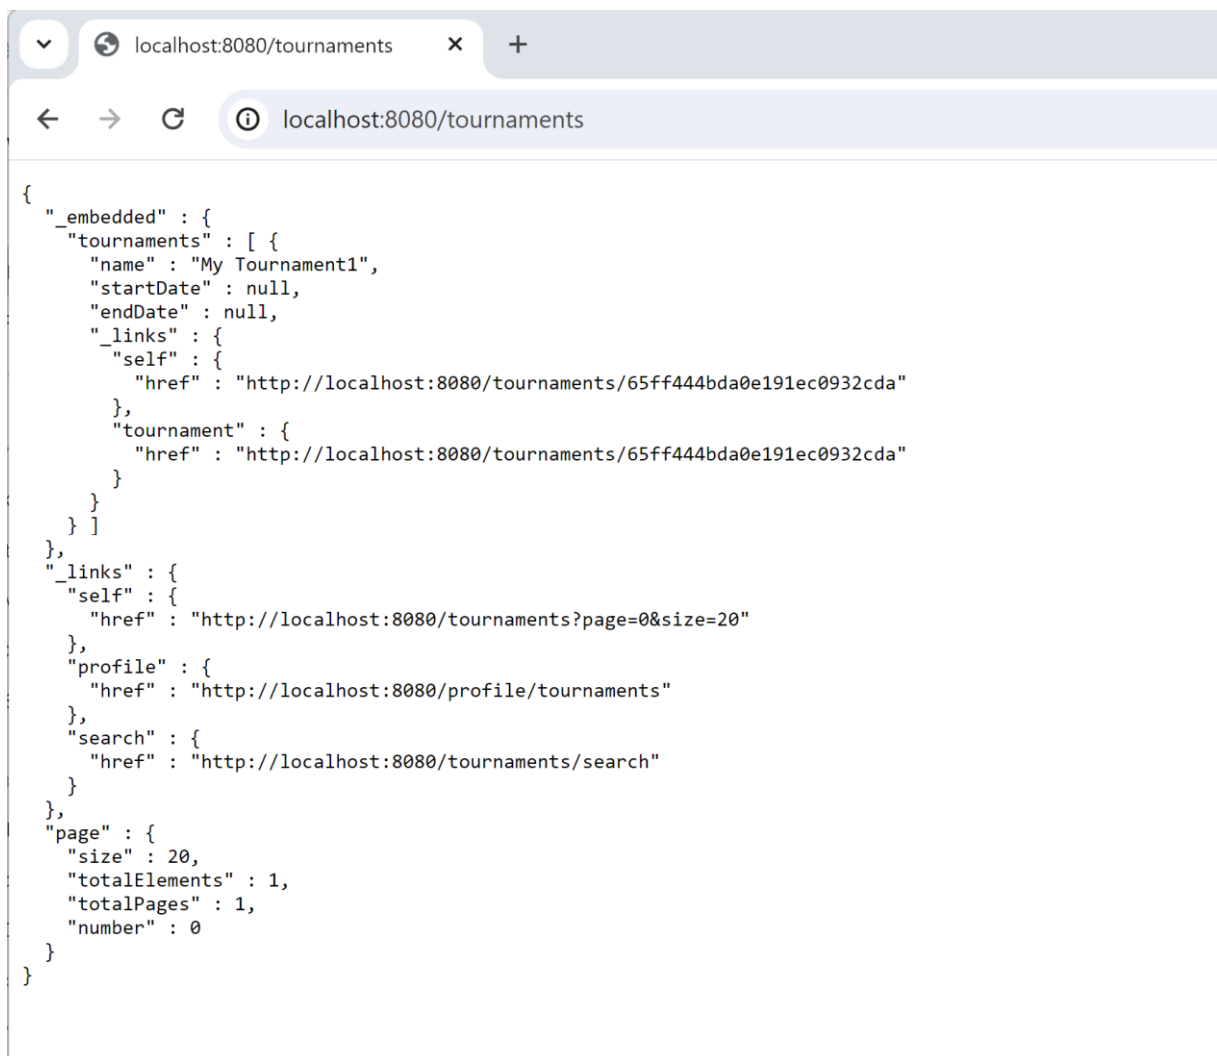 localhost:8080/tournaments
localhost:8080/tournaments
{
  "_embedded" : {
    "tournaments" : [ {
      "name" : "My Tournament1",
      "startDate" : null,
      "endDate" : null,
      "_links" : {
        "self" : {
          "href" : "http://localhost:8080/tournaments/65ff444bda0e191ec0932cda"
        },
        "tournament" : {
          "href" : "http://localhost:8080/tournaments/65ff444bda0e191ec0932cda"
        }
      }
    } ]
  },
  "_links" : {
    "self" : {
      "href" : "http://localhost:8080/tournaments?page=0&size=20"
    },
    "profile" : {
      "href" : "http://localhost:8080/profile/tournaments"
    },
    "search" : {
      "href" : "http://localhost:8080/tournaments/search"
    }
  },
  "page" : {
    "size" : 20,
    "totalElements" : 1,
    "totalPages" : 1,
    "number" : 0
  }
}